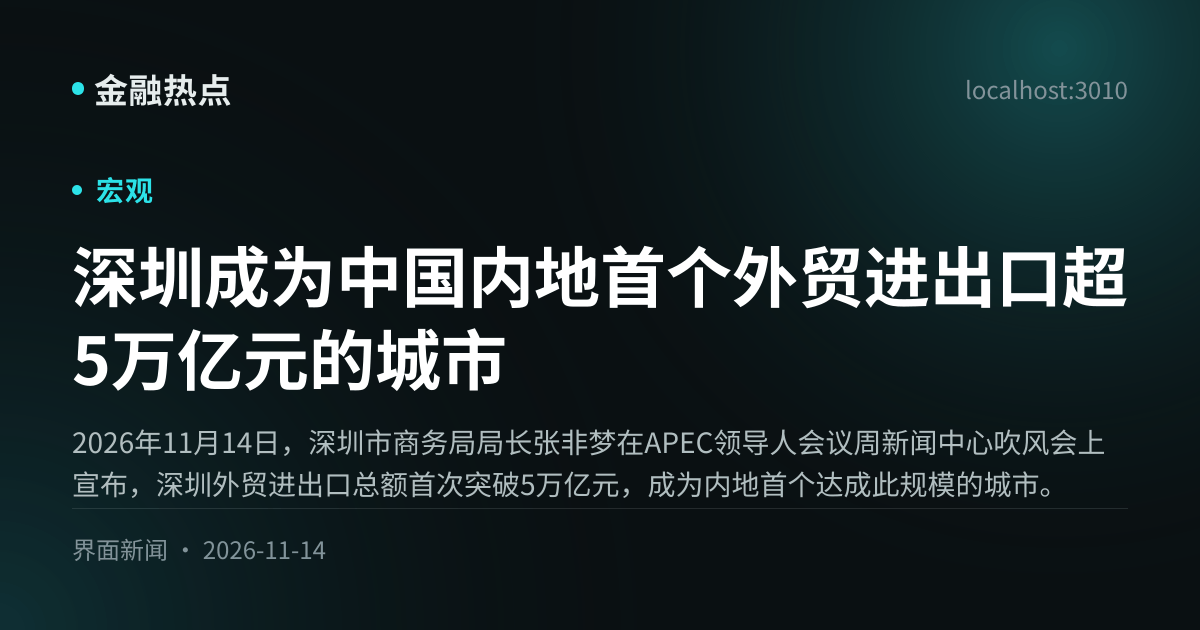 金融热点
localhost:3010
宏观
深圳成为中国内地首个外贸进出口超
5万亿元的城市
2026年11月14日，深圳市商务局局长张非梦在APEC领导人会议周新闻中心吹风会上
宣布，深圳外贸进出口总额首次突破5万亿元，成为内地首个达成此规模的城市。
界面新闻 • 2026-11-14